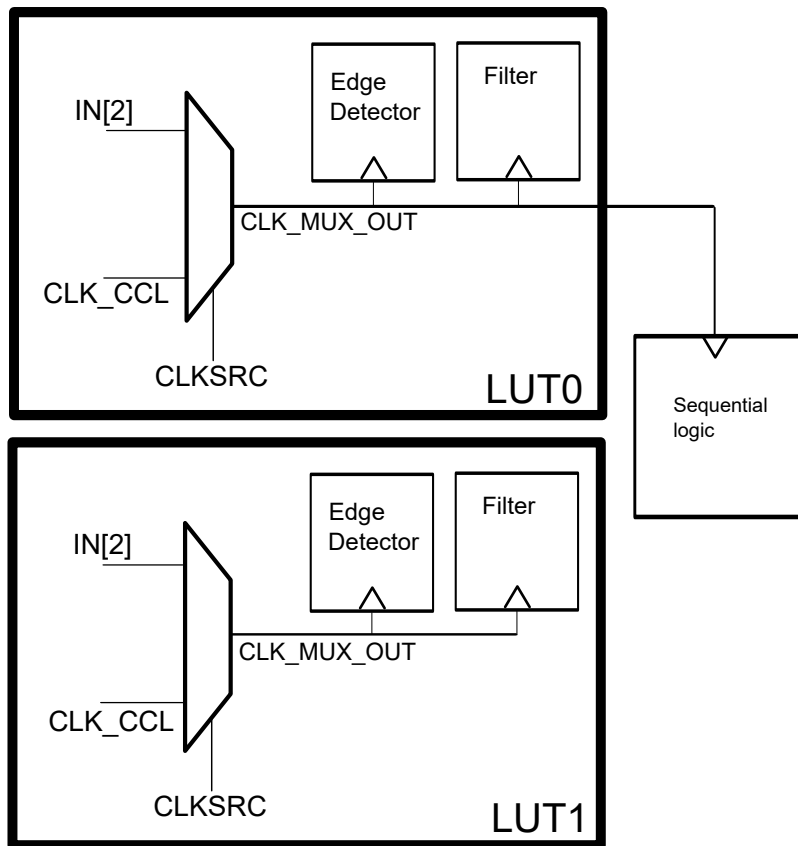 Edge
Detector
Filter
IN[2]
CLK_MUX_OUT
CLK_CCL
CLKSRC
LUT0
Sequential
logic
Edge
Detector
Filter
IN[2]
CLK_MUX_OUT
CLK_CCL
CLKSRC
LUT1